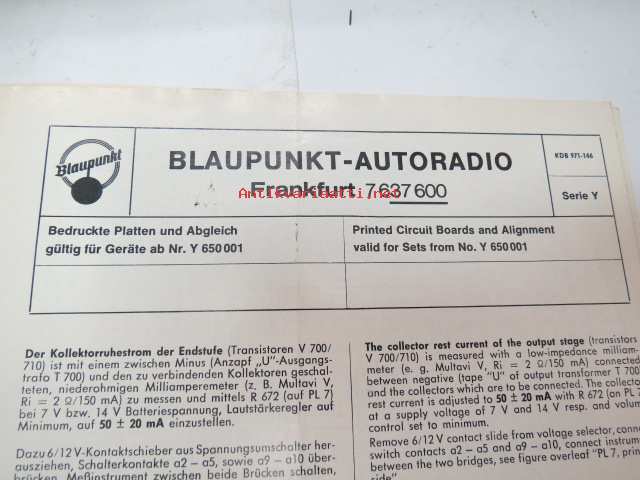 Blaupunkt
BLAUPUNKT-AUTORADIO
KDB 971-146
Frankfurt 7 637 600
Antikvariaatti.net
Serie Y
Bedruckte Platten und Abgleich
gültig für Geräte ab Nr. Y 650 001
Printed Circuit Boards and Alignment
valid for Sets from No. Y 650 001
Der Kollektorruhestrom der Endstufe (Transistoren V 700/
710) ist mit einem zwischen Minus (Anzapf „U"-Ausgangs-
trafo T 700) und den zu verbindenden Kollektoren geschal-
teten, niederohmigen Milliamperemeter (z. B. Multavi V,
Ri = 2 Ω/150 mA) zu messen und mittels R 672 (auf PL 7)
bei 7 V bzw. 14 V Batteriespannung, Lautstärkeregler auf
Minimum, auf 50 ± 20 mA einzustellen.
Dazu 6/12 V-Kontaktschieber aus Spannungsumschalter her-
ausziehen, Schalterkontakte a2 – a5, sowie a9 – a10 über-
brücken. Meßinstrument zwischen beide Brücken schalten,
The collector rest current of the output stage (transistors
V 700/710) is measured with a low-impedance milliam-
meter (e. g. Multavi V, Ri = 2 Ω/150 mA) connected
between negative (tape "U" of output transformer T 700)
and the collectors which are to be connected. The collector
rest current is adjusted to 50 ± 20 mA with R 672 (on PL 7)
at a supply voltage of 7 V and 14 V resp. and volum
control set to minimum.
Remove 6/12 V contact slide from voltage selector, connec
switch contacts a2 – a5 and a9 – a10, connect instrum
between the two bridges, see figure overleaf "PL 7, prin
side".